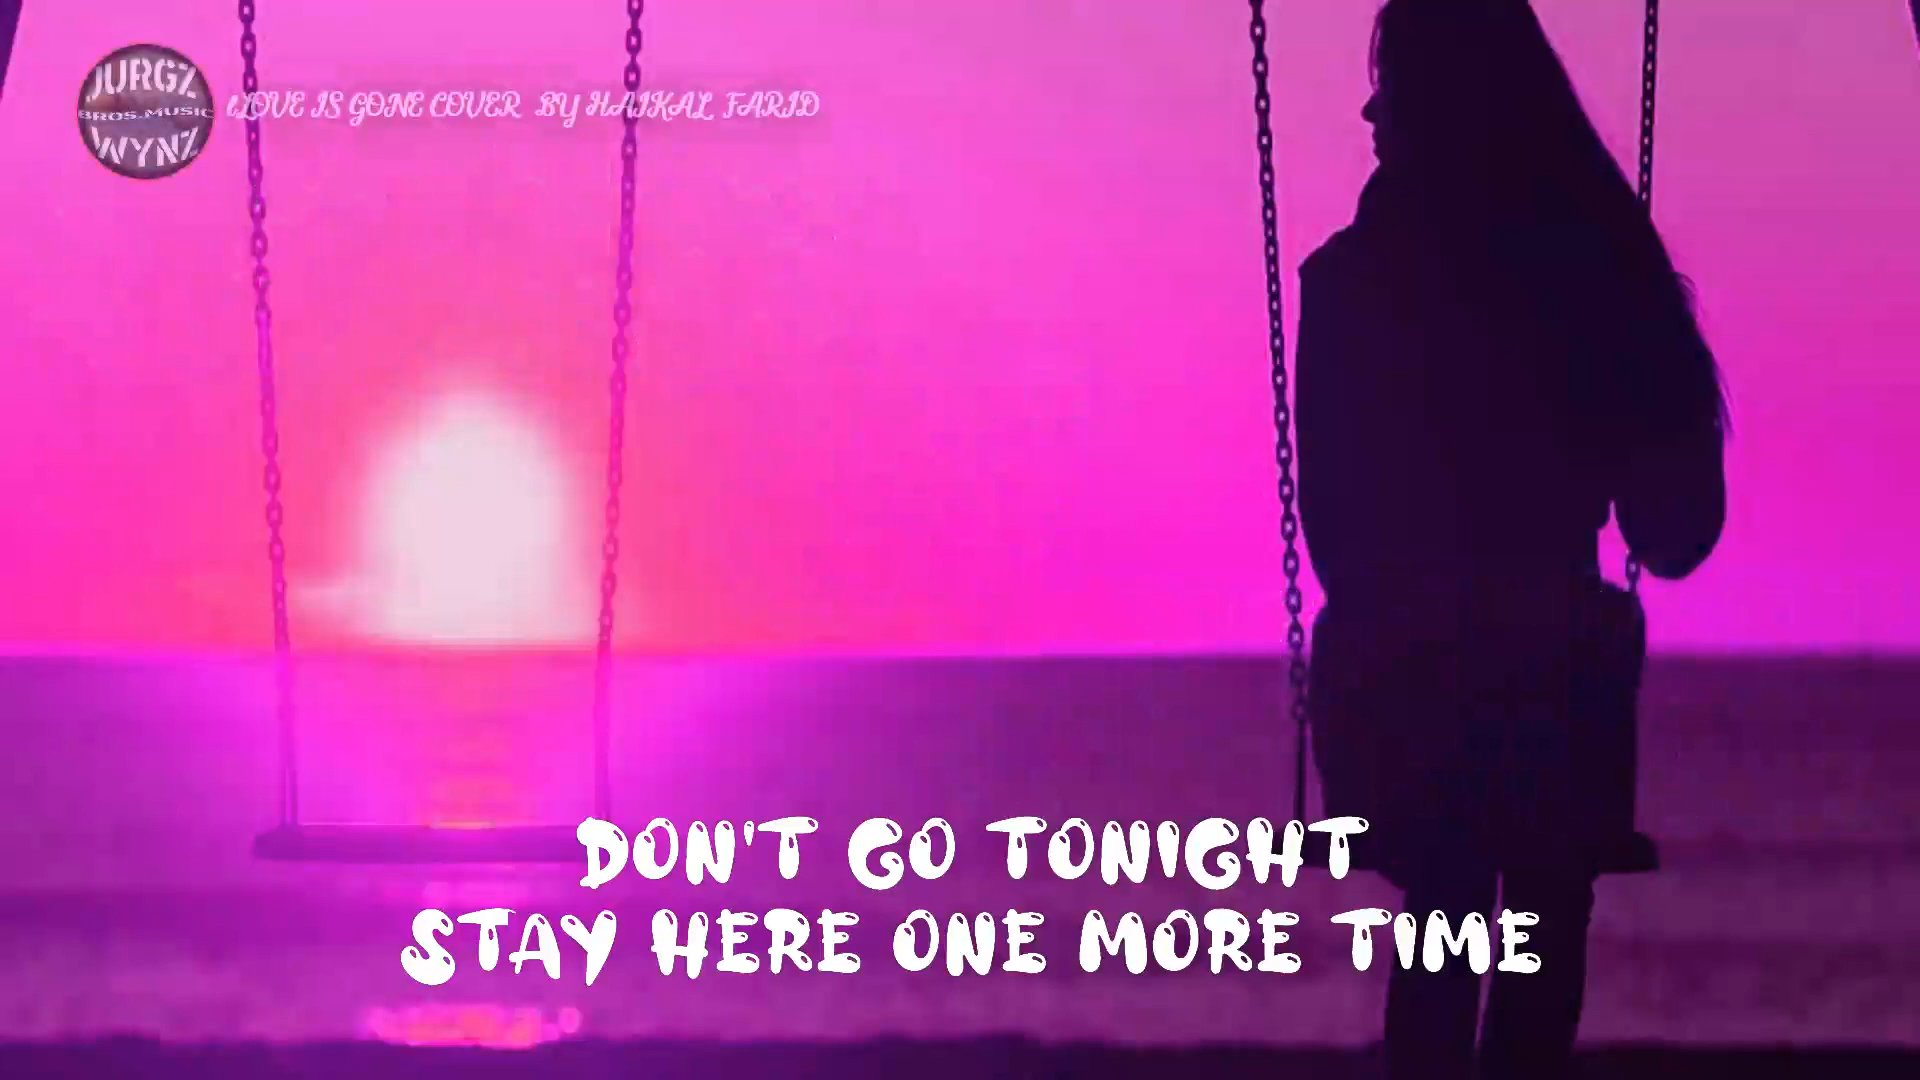 JURGZ
BROS.MUSIC
WYNZ
LOVE IS GONE COVER BY HAIKAL FARID
DON'T GO TONIGHT
STAY HERE ONE MORE TIME